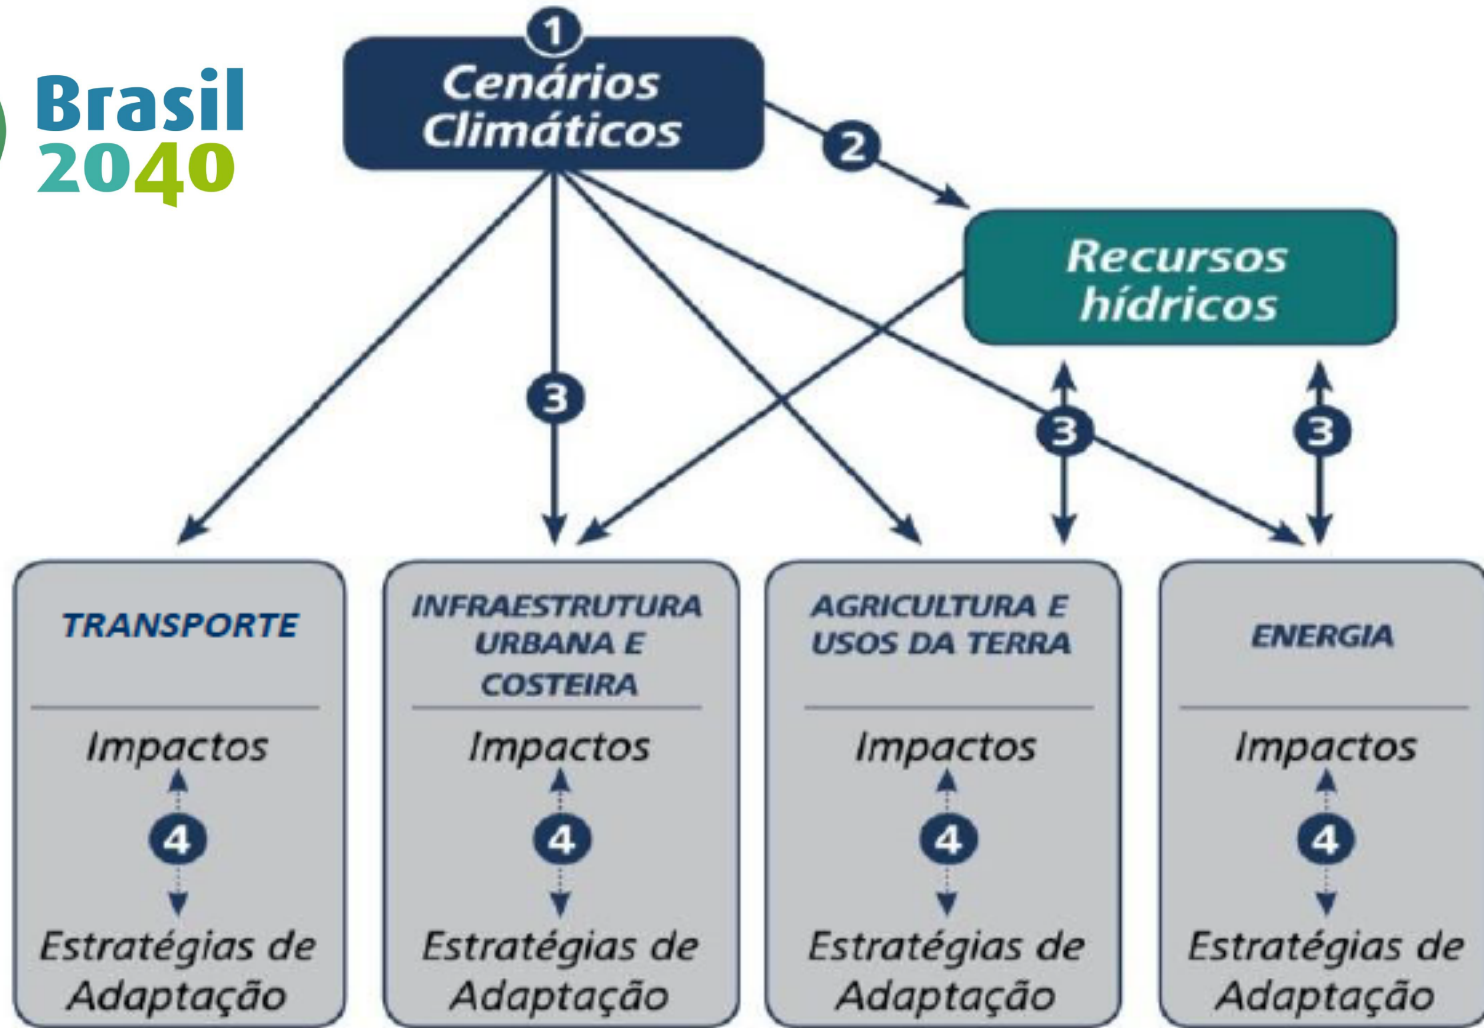 Brasil
2040
1
Cenários
Climáticos
2
Recursos
hídricos
3
3
3
TRANSPORTE
Impactos
4
Estratégias de
Adaptação
INFRAESTRUTURA
URBANA E
COSTEIRA
Impactos
4
Estratégias de
Adaptação
AGRICULTURA E
USOS DA TERRA
Impactos
4
Estratégias de
Adaptação
ENERGIA
Impactos
4
Estratégias de
Adaptação